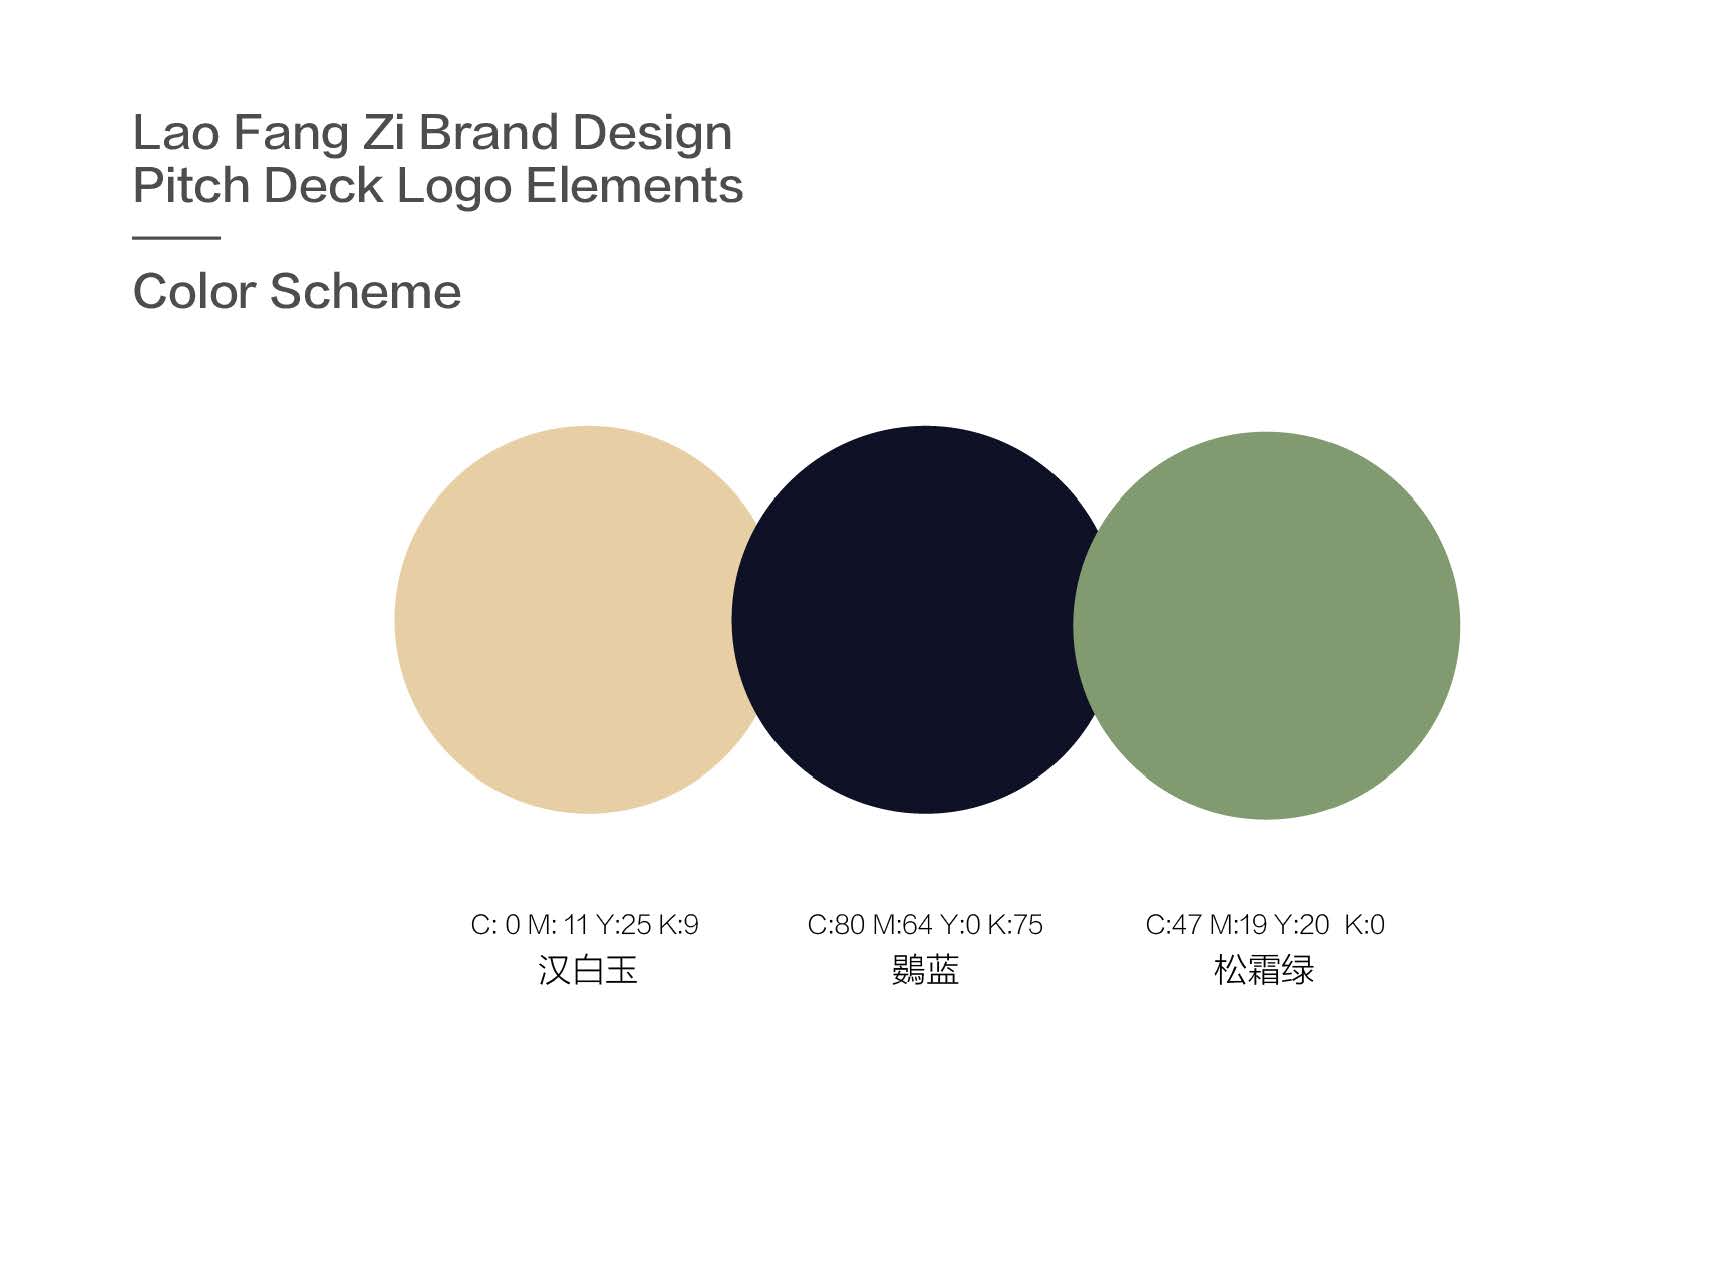 Lao Fang Zi Brand Design
Pitch Deck Logo Elements
Color Scheme
C: 0 M: 11 Y:25 K:9
C:80 M:64 Y:0 K:75
C:47 M:19 Y:20  K:0
汉白玉
鷃蓝
松霜绿